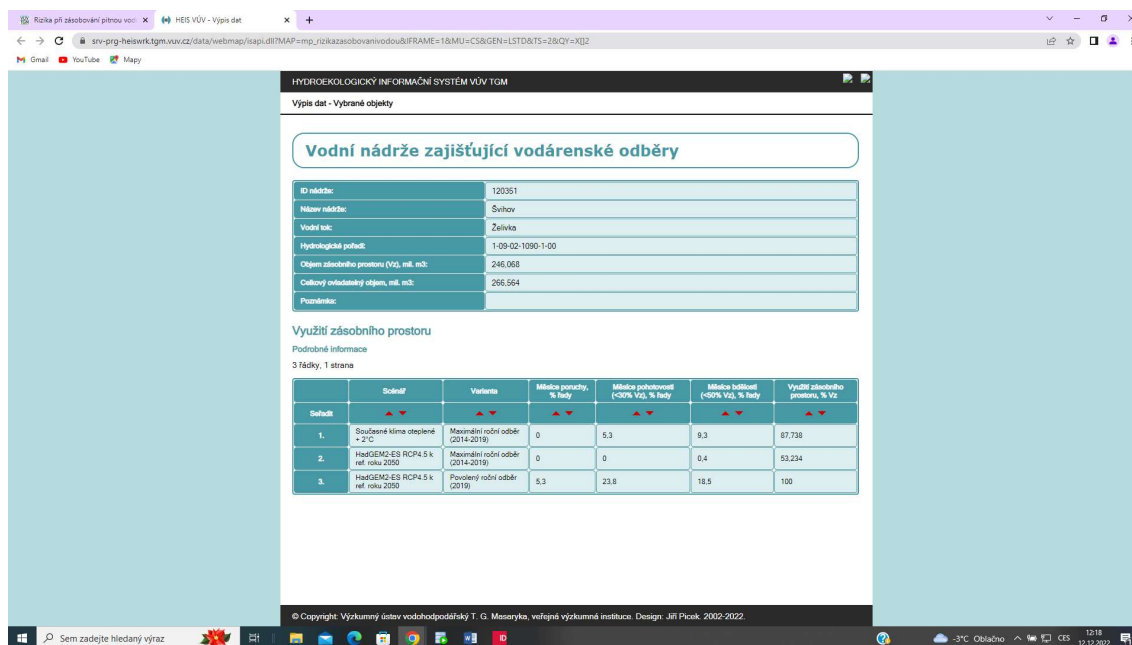 Rizika při zásobování pitnou vod
HEIS VÚV - Výpis dat
srv-prg-heiswrk.tgm.vuv.cz/data/webmap/isapi.dll?MAP=mp_rizikazasobovanivodou&IFRAME=1&MU=CS&GEN=LSTD&TS=2&QY=X[]2
Gmail YouTube Mapy
HYDROEKOLOGICKÝ INFORMAČNÍ SYSTÉM VÚV TGM
Výpis dat - Vybrané objekty
Vodní nádrže zajišťující vodárenské odběry
ID nádrže: 120351
Název nádrže: Švihov
Vodní tok: Želivka
Hydrologické pořadí: 1-09-02-1090-1-00
Objem zásobního prostoru (Vz), mil. m3: 246,068
Celkový ovladatelný objem, mil. m3: 266,564
Poznámka:
Využití zásobního prostoru
Podrobné informace
3 řádky, 1 strana
Scénář Varianta Měsíce poruchy, % řady Měsíce pohotovosti (<30% Vz), % řady Měsíce bdělosti (<50% Vz), % řady Využití zásobního prostoru, % Vz
Seřadit
1. Současné klima oteplené + 2°C Maximální roční odběr (2014-2019) 0 5,3 9,3 87,738
2. HadGEM2-ES RCP4.5 k ref. roku 2050 Maximální roční odběr (2014-2019) 0 0 0,4 53,234
3. HadGEM2-ES RCP4.5 k ref. roku 2050 Povolený roční odběr (2019) 5,3 23,8 18,5 100
© Copyright: Výzkumný ústav vodohodpodářský T. G. Masaryka, veřejná výzkumná instituce. Design: Jiří Picek. 2002-2022.
Sem zadejte hledaný výraz
-3°C Oblačno CES 12:18
12.12.2022